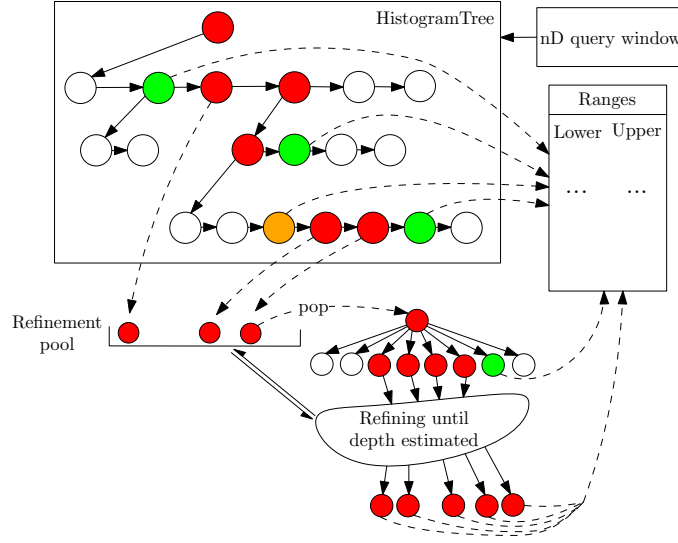 HistogramTree
nD query window
Ranges
Lower Upper
... ...
Refinement
pool
pop
Refining until
depth estimated